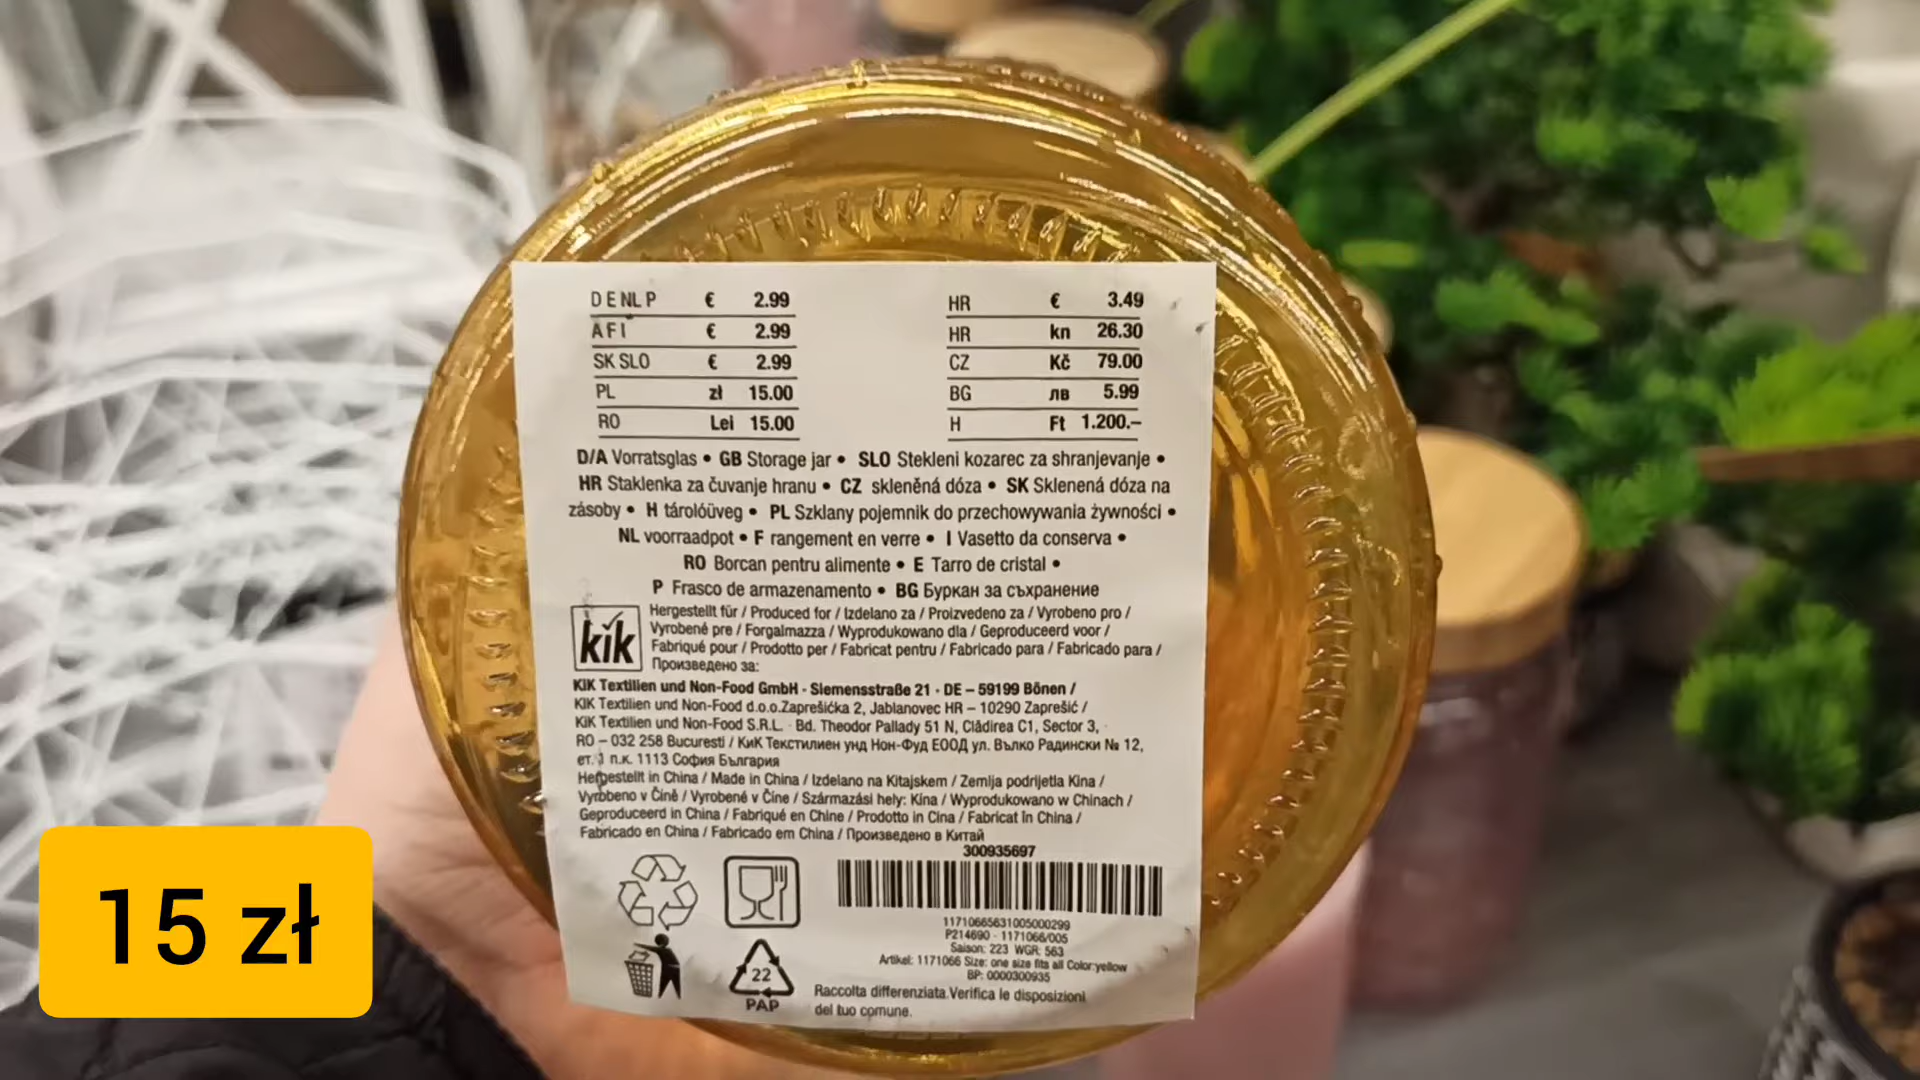 D E NL P € 2.99
A F I € 2.99
SK SLO € 2.99
PL zł 15.00
RO Lei 15.00
HR € 3.49
HR kn 26.30
CZ Kč 79.00
BG лв 5.99
H Ft 1.200.–
D/A Vorratsglas • GB Storage jar • SLO Stekleni kozarec za shranjevanje •
HR Staklenka za čuvanje hranu • CZ skleněná dóza • SK Sklenená dóza na
zásoby • H tárolóüveg • PL Szklany pojemnik do przechowywania żywności •
NL voorraadpot • F rangement en verre • I Vasetto da conserva •
RO Borcan pentru alimente • E Tarro de cristal •
P Frasco de armazenamento • BG Буркан за съхранение
kik
Hergestellt für / Produced for / Izdelano za / Proizvedeno za / Vyrobeno pro /
Vyrobené pre / Forgalmazza / Wyprodukowano dla / Geproduceerd voor /
Fabriqué pour / Prodotto per / Fabricat pentru / Fabricado para / Fabricado para /
Произведено за:
KiK Textilien und Non-Food GmbH - Siemensstraße 21 - DE – 59199 Bönen /
KiK Textilien und Non-Food d.o.o.Zaprešićka 2, Jablanovec HR – 10290 Zaprešić /
KiK Textilien und Non-Food S.R.L. - Bd. Theodor Pallady 51 N, Clădirea C1, Sector 3,
RO – 032 258 Bucuresti / КиК Текстилиен унд Нон-Фуд ЕООД ул. Вълко Радински № 12,
ет. 1 п.к. 1113 София България
Hergestellt in China / Made in China / Izdelano na Kitajskem / Zemlja podrijetla Kina /
Vyrobeno v Číně / Vyrobené v Číne / Származási hely: Kína / Wyprodukowano w Chinach /
Geproduceerd in China / Fabriqué en Chine / Prodotto in Cina / Fabricat în China /
Fabricado en China / Fabricado em China / Произведено в Китай
300935697
11710665631005000299
P214690 - 1171066/005
Saison: 223 WGR: 563
Artikel: 1171066 Size: one size fits all Color:yellow
BP: 0000300935
22
PAP
Raccolta differenziata.Verifica le disposizioni
del tuo comune.
15 zł